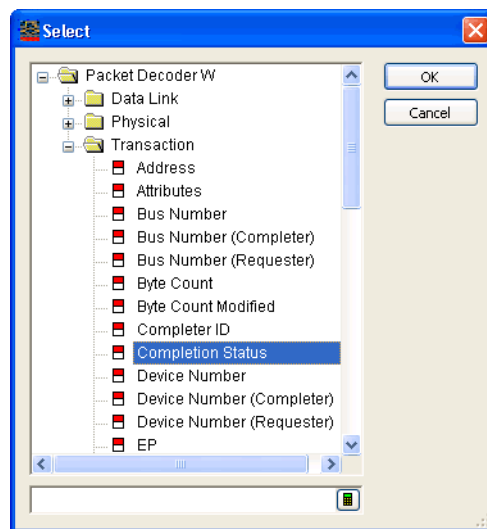 Select
Packet Decoder W
OK
Data Link
Cancel
Physical
Transaction
Address
Attributes
Bus Number
Bus Number (Completer)
Bus Number (Requester)
Byte Count
Byte Count Modified
Completer ID
Completion Status
Device Number
Device Number (Completer)
Device Number (Requester)
EP